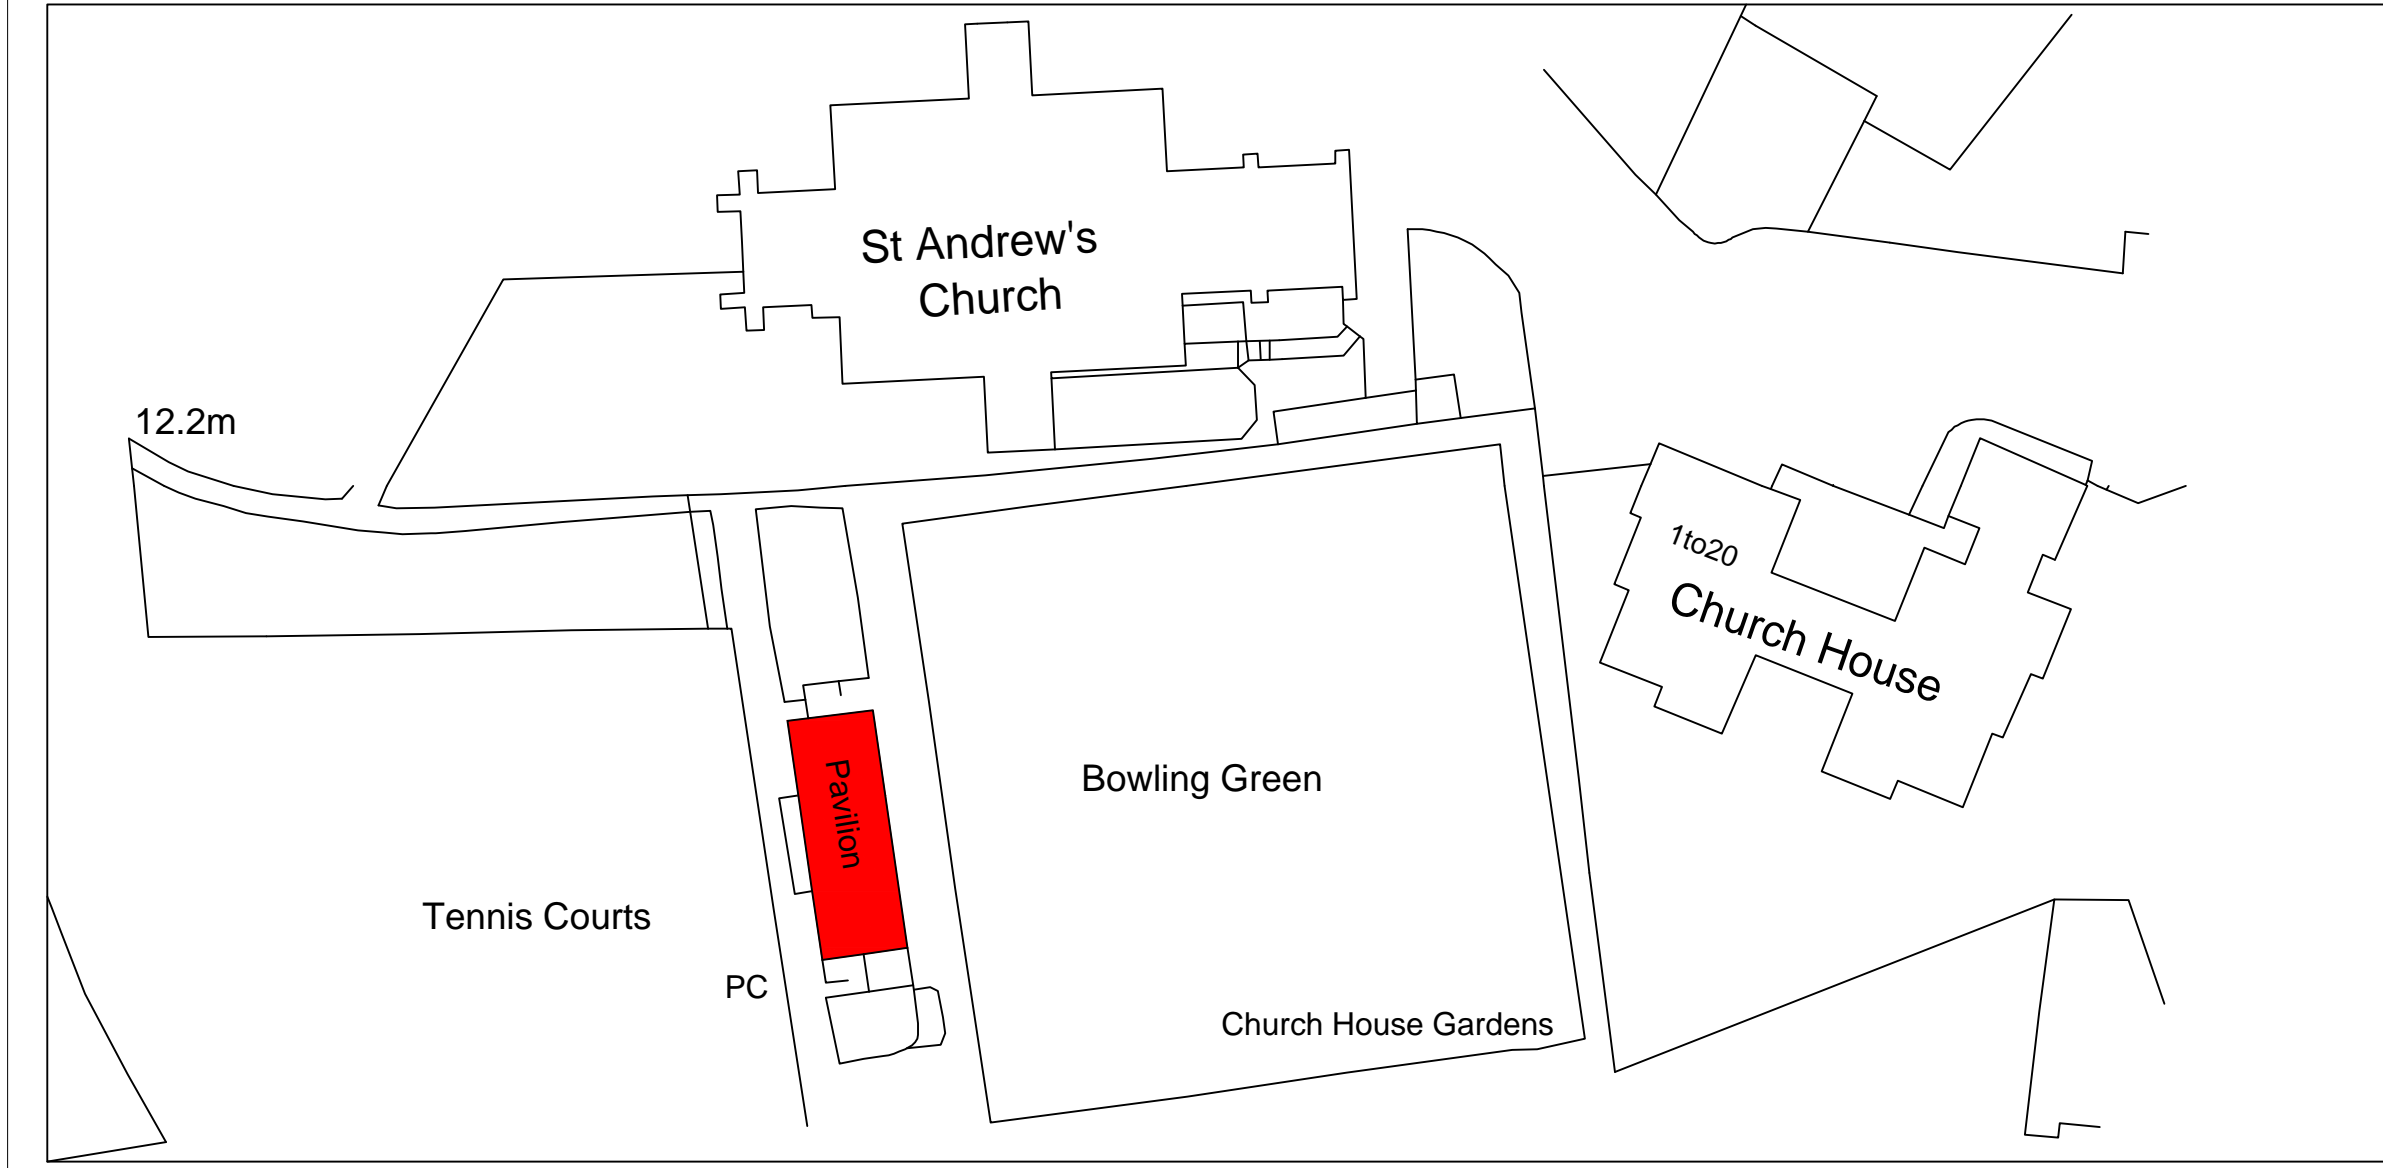 St Andrew's
Church
12.2m
1to20
Church House
Pavilion
Bowling Green
Tennis Courts
PC
Church House Gardens